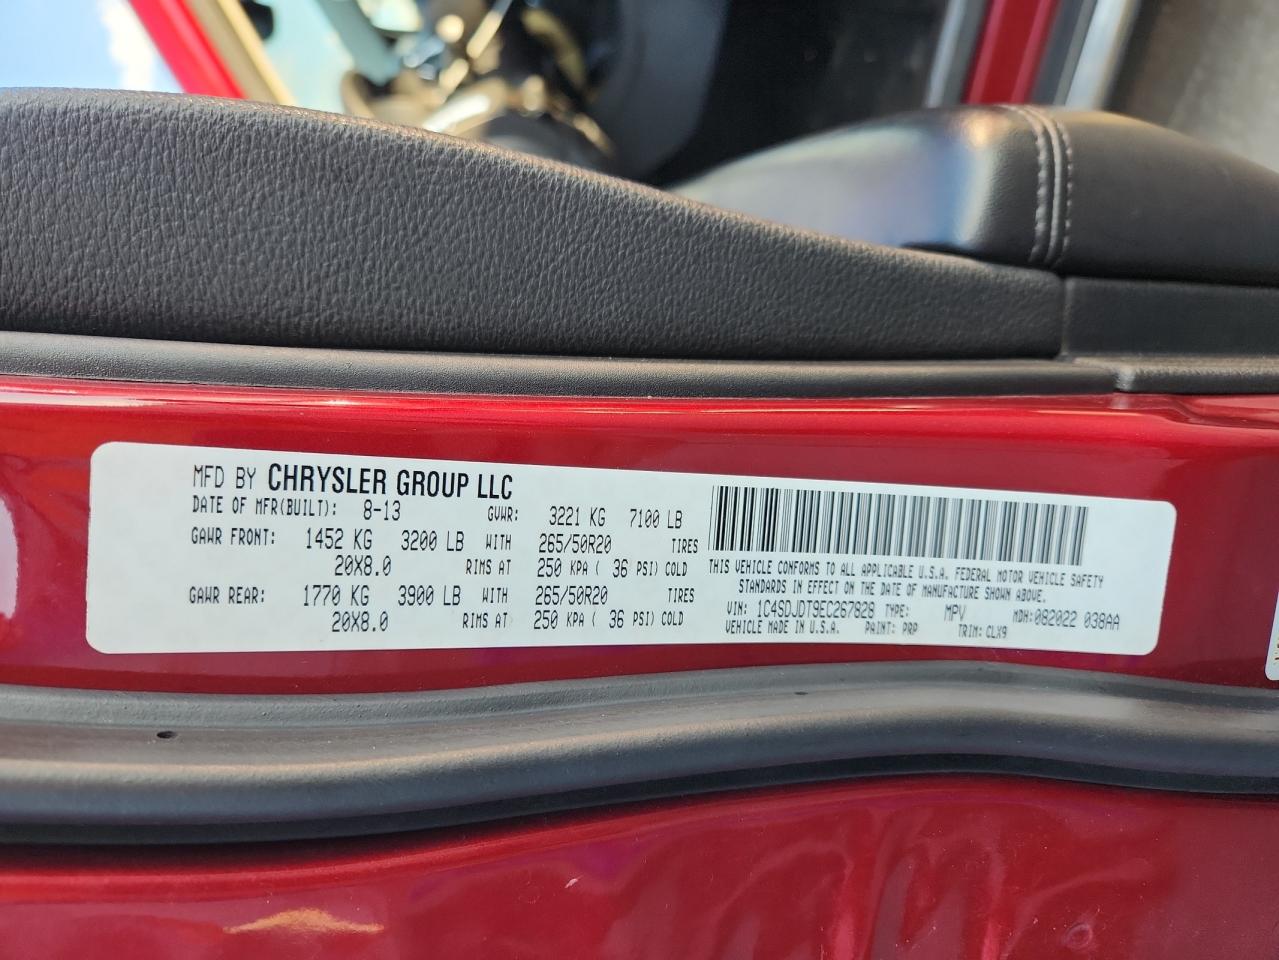 MFD BY CHRYSLER GROUP LLC
DATE OF MFR(BUILT): 8-13 GVWR: 3221 KG 7100 LB
GAWR FRONT: 1452 KG 3200 LB WITH 265/50R20 TIRES
20X8.0 RIMS AT 250 KPA ( 36 PSI) COLD
GAWR REAR: 1770 KG 3900 LB WITH 265/50R20 TIRES
20X8.0 RIMS AT 250 KPA ( 36 PSI) COLD
THIS VEHICLE CONFORMS TO ALL APPLICABLE U.S.A. FEDERAL MOTOR VEHICLE SAFETY
STANDARDS IN EFFECT ON THE DATE OF MANUFACTURE SHOWN ABOVE.
VIN: 1C4SDJDT9EC267828 TYPE: MPV MDH:082022 038AA
VEHICLE MADE IN U.S.A. PAINT: PRP TRIM: CLX9